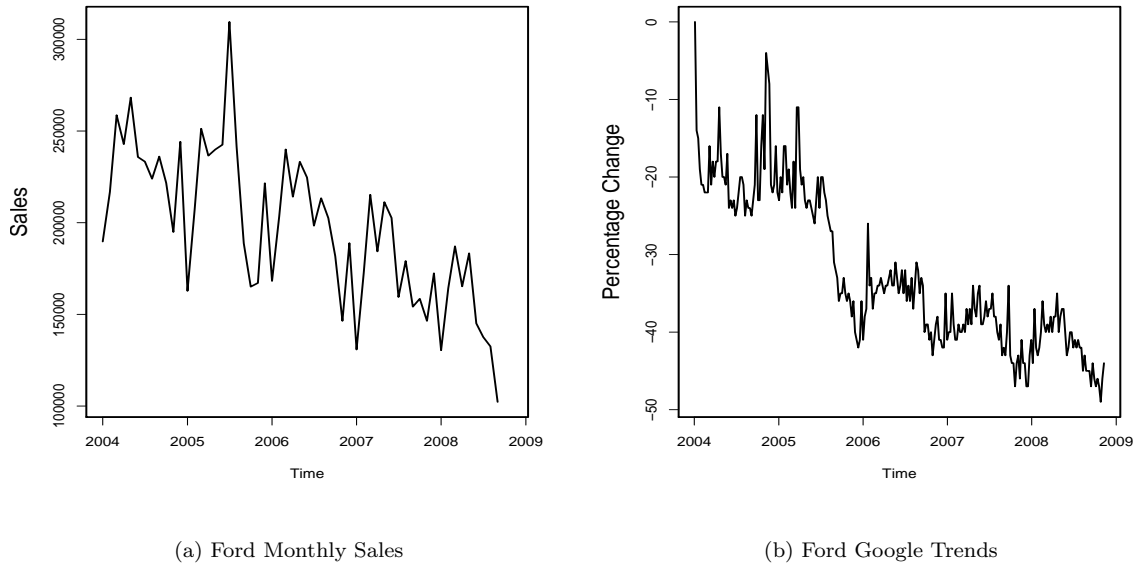 Sales
300000
250000
200000
150000
100000
2004 2005 2006 2007 2008 2009
Time
(a) Ford Monthly Sales
Percentage Change
0
-10
-20
-30
-40
-50
2004 2005 2006 2007 2008 2009
Time
(b) Ford Google Trends